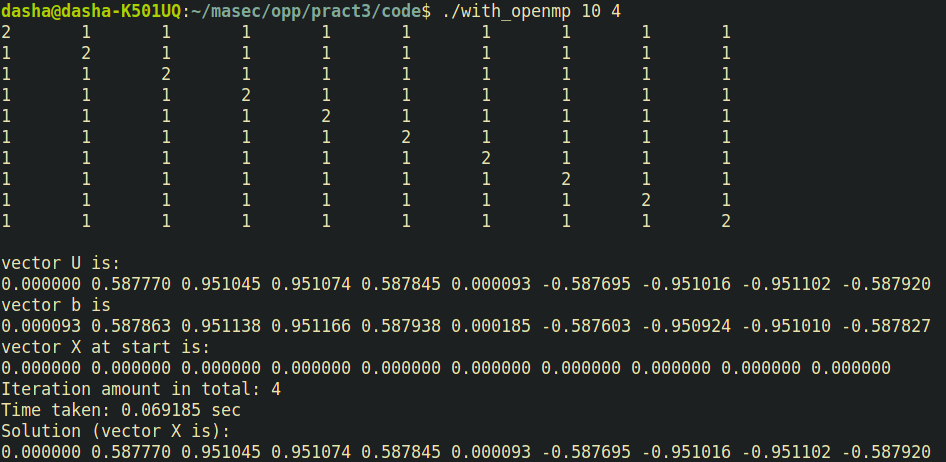 dasha@dasha-K501UQ:~/masec/opp/pract3/code$ ./with_openmp 10 4
2 1 1 1 1 1 1 1 1 1
1 2 1 1 1 1 1 1 1 1
1 1 2 1 1 1 1 1 1 1
1 1 1 2 1 1 1 1 1 1
1 1 1 1 2 1 1 1 1 1
1 1 1 1 1 2 1 1 1 1
1 1 1 1 1 1 2 1 1 1
1 1 1 1 1 1 1 2 1 1
1 1 1 1 1 1 1 1 2 1
1 1 1 1 1 1 1 1 1 2
vector U is:
0.000000 0.587770 0.951045 0.951074 0.587845 0.000093 -0.587695 -0.951016 -0.951102 -0.587920
vector b is
0.000093 0.587863 0.951138 0.951166 0.587938 0.000185 -0.587603 -0.950924 -0.951010 -0.587827
vector X at start is:
0.000000 0.000000 0.000000 0.000000 0.000000 0.000000 0.000000 0.000000 0.000000 0.000000
Iteration amount in total: 4
Time taken: 0.069185 sec
Solution (vector X is):
0.000000 0.587770 0.951045 0.951074 0.587845 0.000093 -0.587695 -0.951016 -0.951102 -0.587920